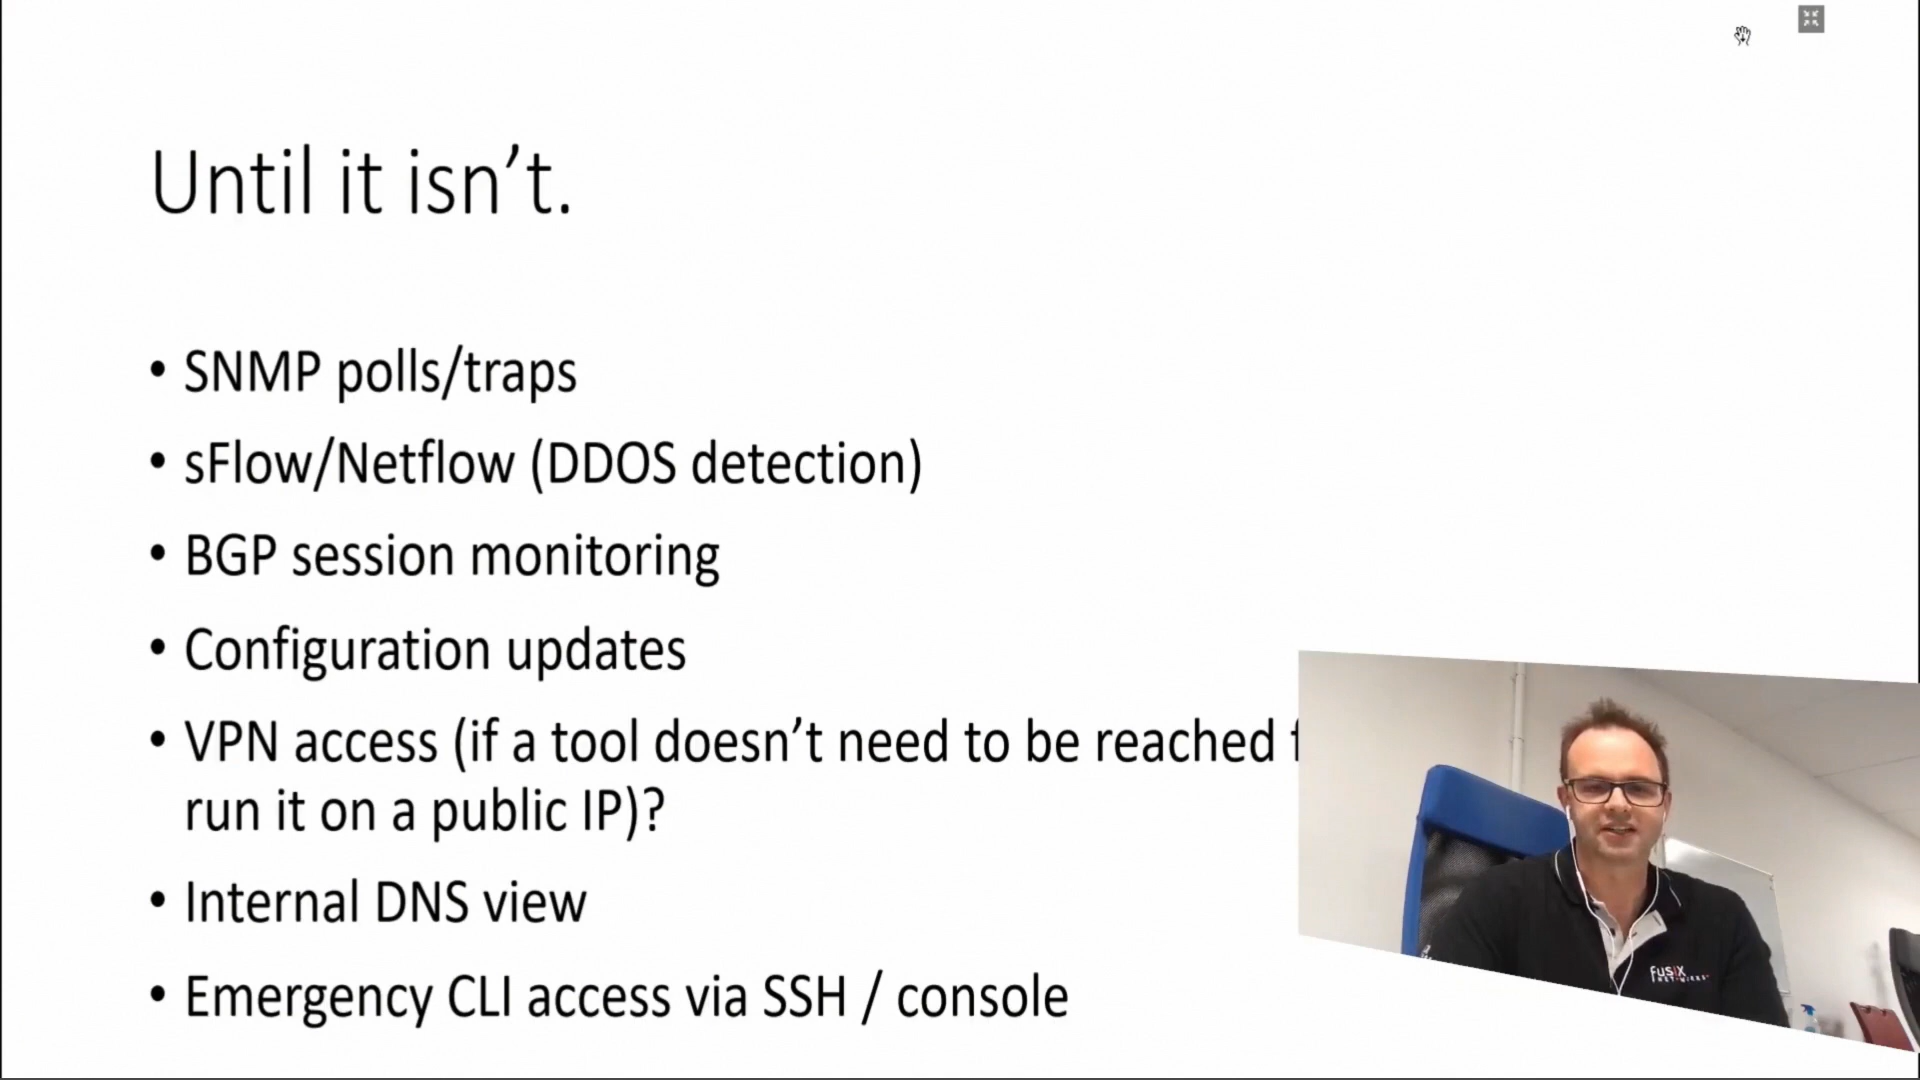 Until it isn’t.
• SNMP polls/traps
• sFlow/Netflow (DDOS detection)
• BGP session monitoring
• Configuration updates
• VPN access (if a tool doesn’t need to be reached
run it on a public IP)?
• Internal DNS view
• Emergency CLI access via SSH / console
fusix
NETWORKS